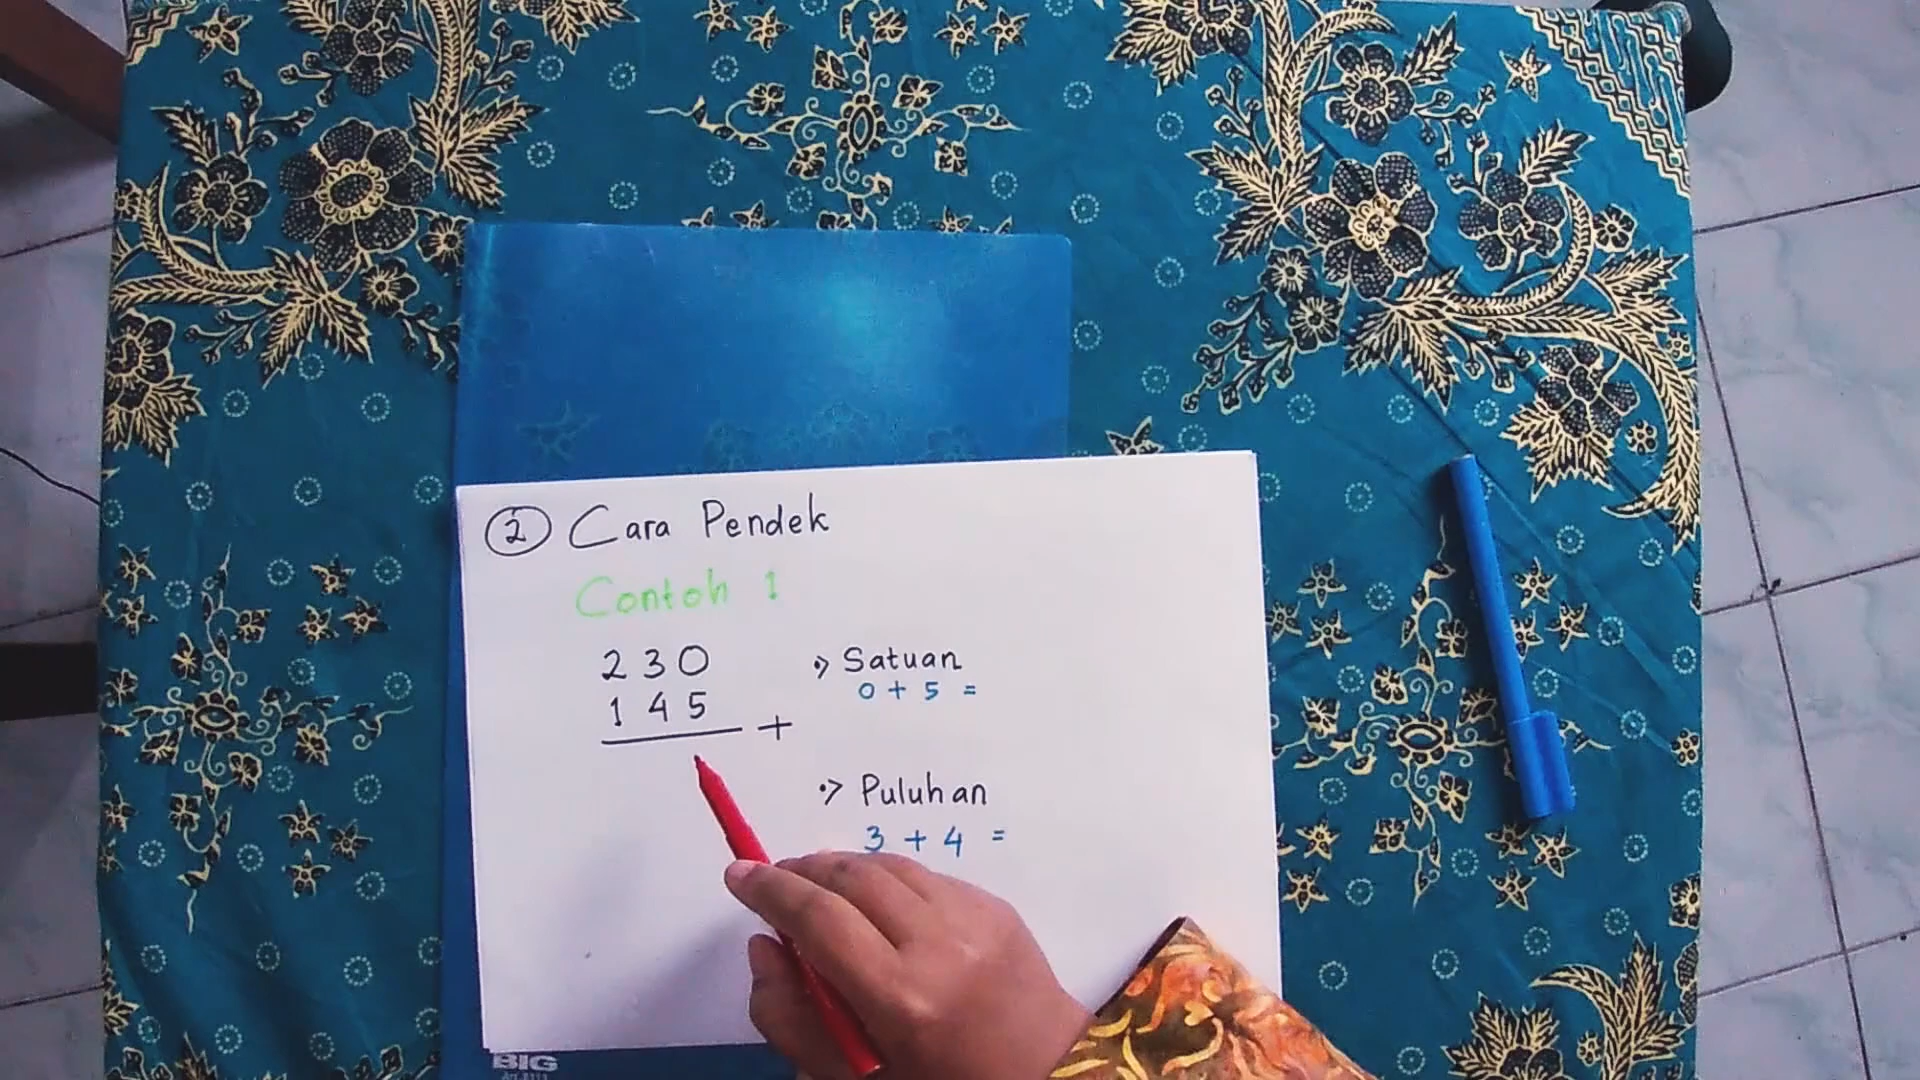 2 Cara Pendek
Contoh 1
230
145 +
•> Satuan
0 + 5 =
•> Puluhan
3 + 4 =
BIG